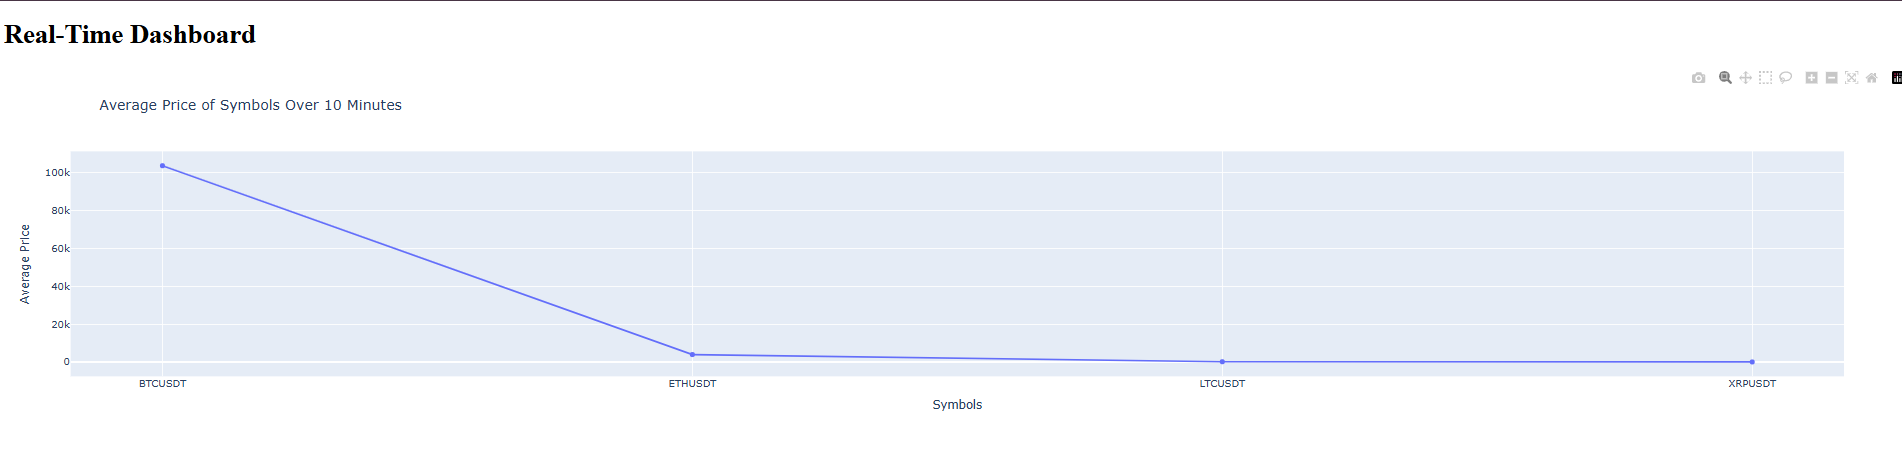 Real-Time Dashboard
Average Price of Symbols Over 10 Minutes
Average Price
100k
80k
60k
40k
20k
0
BTCUSDT ETHUSDT LTCUSDT XRPUSDT
Symbols